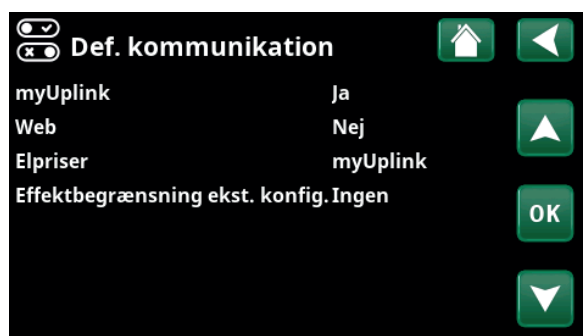 Def. kommunikation
myUplink Ja
Web Nej
Elpriser myUplink
Effektbegrænsning ekst. konfig. Ingen
OK